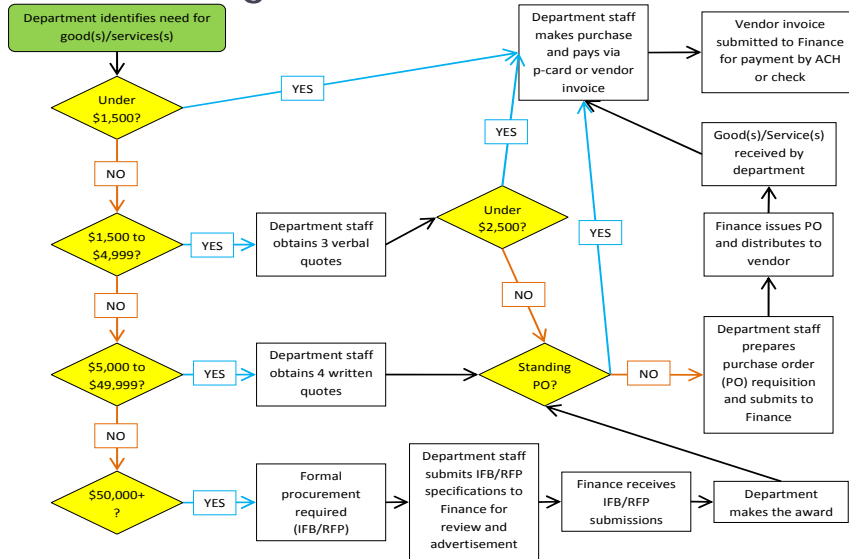 Department identifies need for
good(s)/services(s)
Department staff
makes purchase
and pays via
p-card or vendor
invoice
Vendor invoice
submitted to Finance
for payment by ACH
or check
Under
$1,500?
YES
NO
YES
Good(s)/Service(s)
received by
department
$1,500 to
$4,999?
YES
Department staff
obtains 3 verbal
quotes
Under
$2,500?
YES
Finance issues PO
and distributes to
vendor
NO
NO
$5,000 to
$49,999?
YES
Department staff
obtains 4 written
quotes
Standing
PO?
NO
Department staff
prepares
purchase order
(PO) requisition
and submits to
Finance
NO
$50,000+
?
YES
Formal
procurement
required
(IFB/RFP)
Department staff
submits IFB/RFP
specifications to
Finance for
review and
advertisement
Finance receives
IFB/RFP
submissions
Department
makes the award